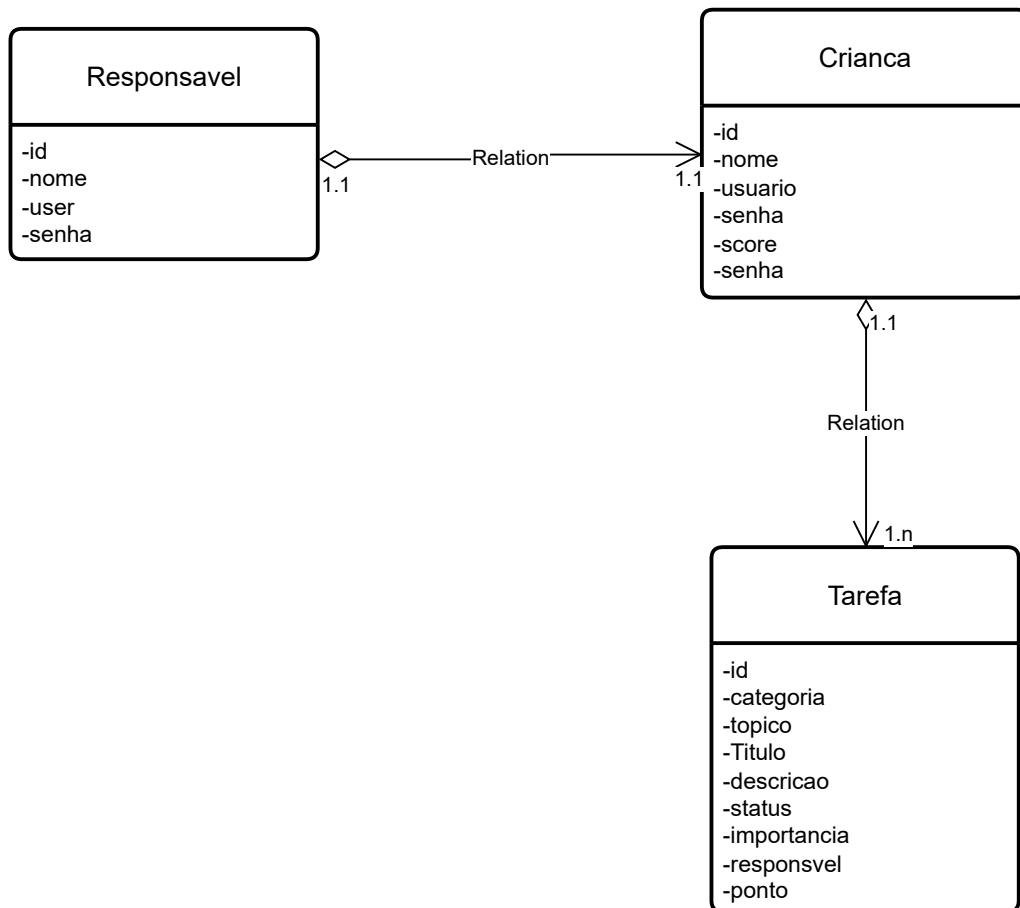 Responsavel
-id
-nome
-user
-senha
1.1
Relation
1.1
Crianca
-id
-nome
-usuario
-senha
-score
-senha
1.1
Relation
1.n
Tarefa
-id
-categoria
-topico
-Titulo
-descricao
-status
-importancia
-responsvel
-ponto